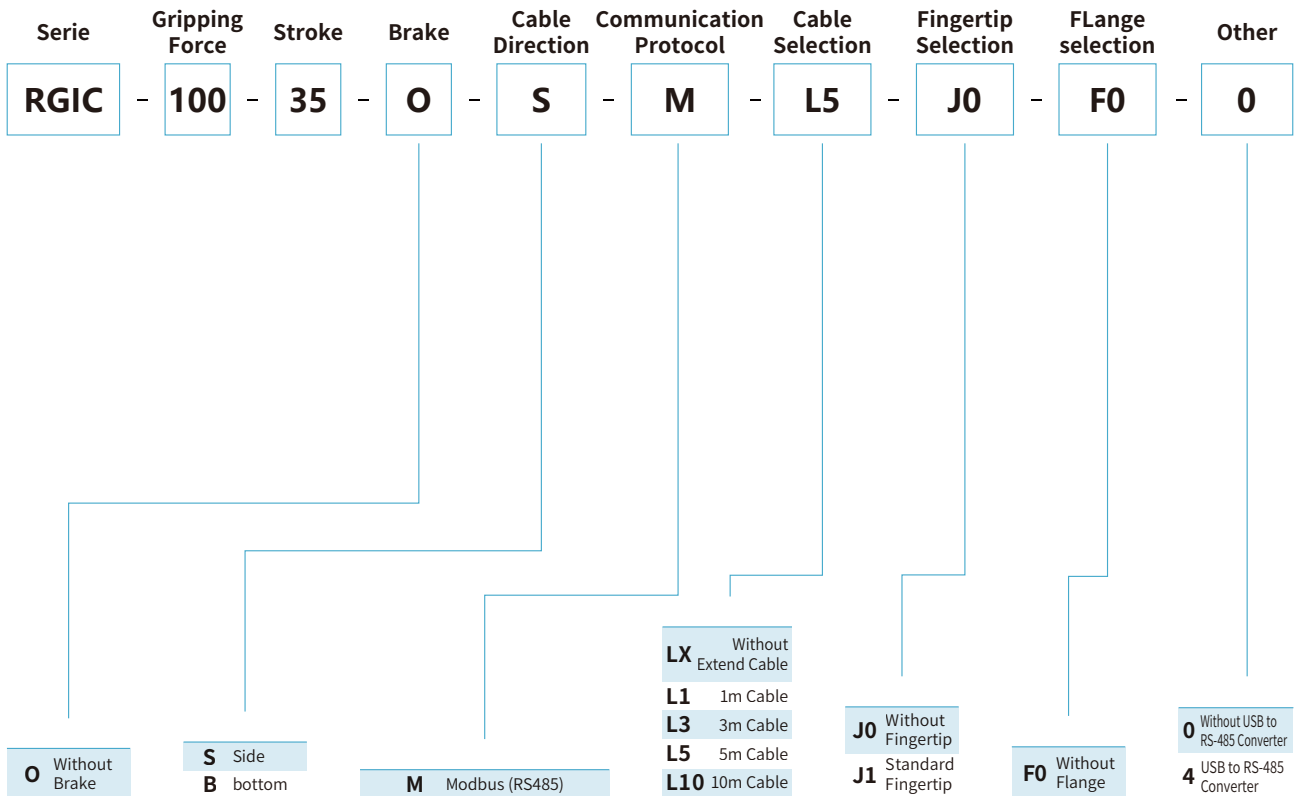 Serie
Gripping
Force
Stroke
Brake
Cable
Direction
Communication
Protocol
Cable
Selection
Fingertip
Selection
FLange
selection
Other
RGIC - 100 - 35 - O - S - M - L5 - J0 - F0 - 0
O Without
Brake
S Side
B bottom
M Modbus (RS485)
LX Without
Extend Cable
L1 1m Cable
L3 3m Cable
L5 5m Cable
L10 10m Cable
J0 Without
Fingertip
J1 Standard
Fingertip
F0 Without
Flange
0 Without USB to
RS-485 Converter
4 USB to RS-485
Converter